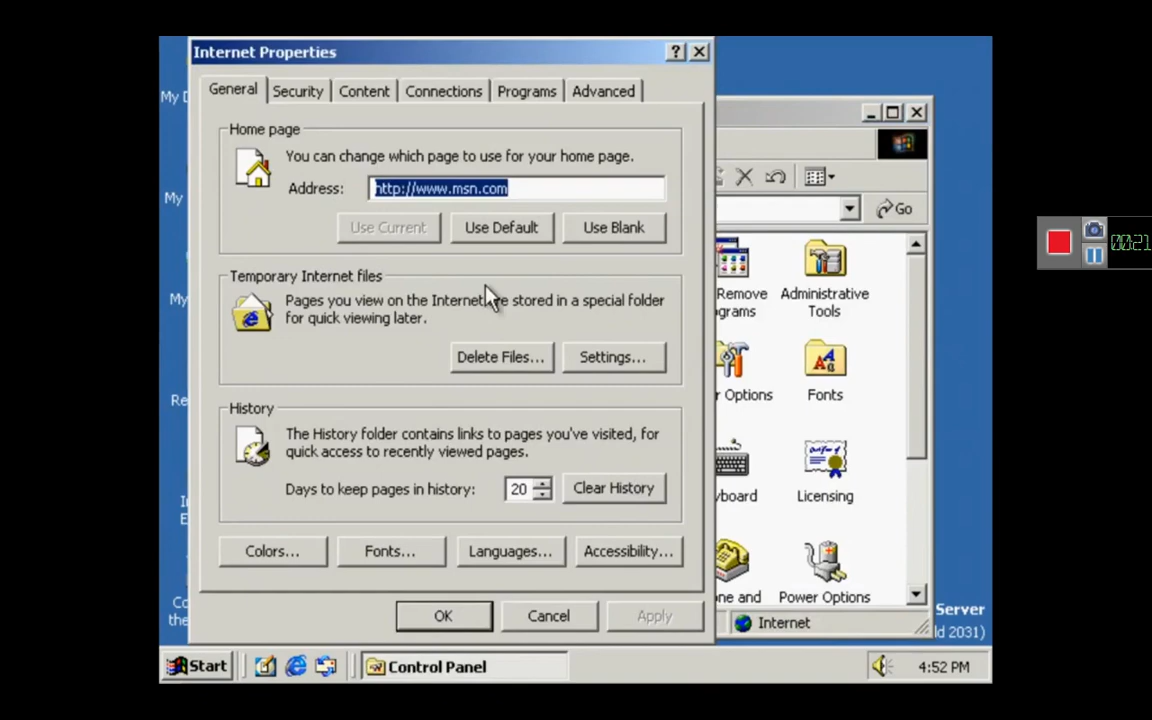 Internet Properties
General
Security
Content
Connections
Programs
Advanced
Home page
You can change which page to use for your home page.
Address:
http://www.msn.com
Use Current
Use Default
Use Blank
Temporary Internet files
Pages you view on the Internet are stored in a special folder
for quick viewing later.
Delete Files...
Settings...
History
The History folder contains links to pages you've visited, for
quick access to recently viewed pages.
Days to keep pages in history:
20
Clear History
Colors...
Fonts...
Languages...
Accessibility...
OK
Cancel
Apply
My
My
My
Re
Co
the
Go
Remove
Administrative
Tools
Options
Fonts
Licensing
and
Power Options
Internet
Server
2031)
Start
Control Panel
4:52 PM
00:21